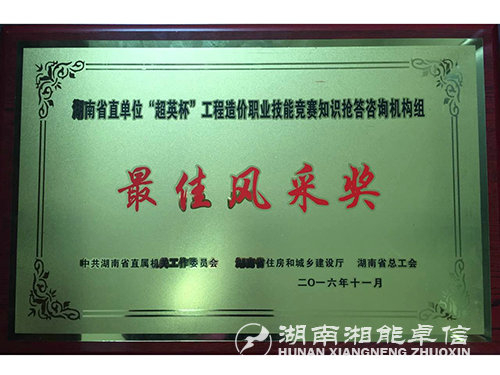 湖南省直单位“超英杯”工程造价职业技能竞赛知识抢答咨询机构组
最佳风采奖
中共湖南省直属机关工作委员会 湖南省住房和城乡建设厅 湖南省总工会
二〇一六年十一月
湖南湘能卓信
HUNAN XIANGNENG ZHUOXIN